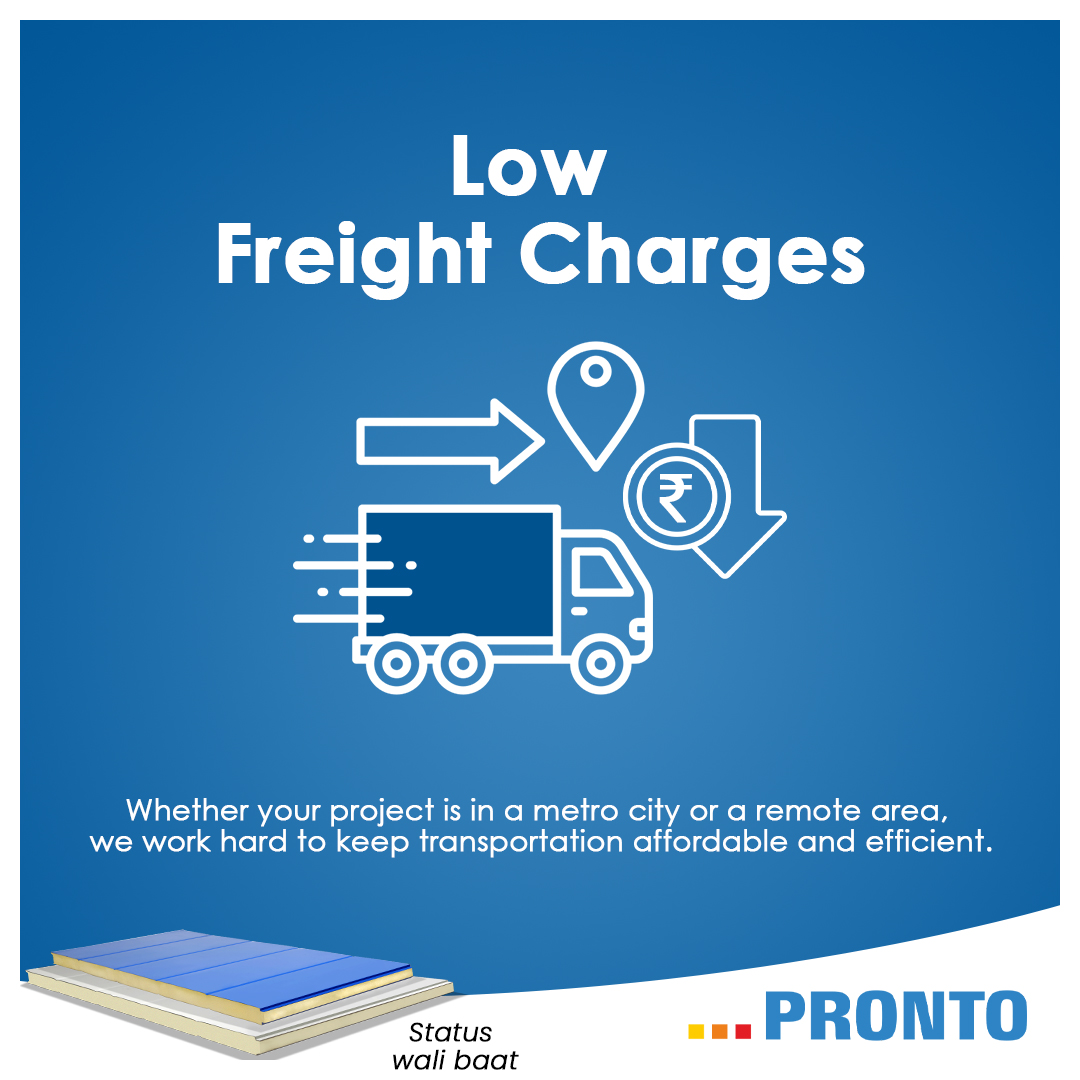 Low
Freight Charges
₹
Whether your project is in a metro city or a remote area,
we work hard to keep transportation affordable and efficient.
Status
wali baat
PRONTO